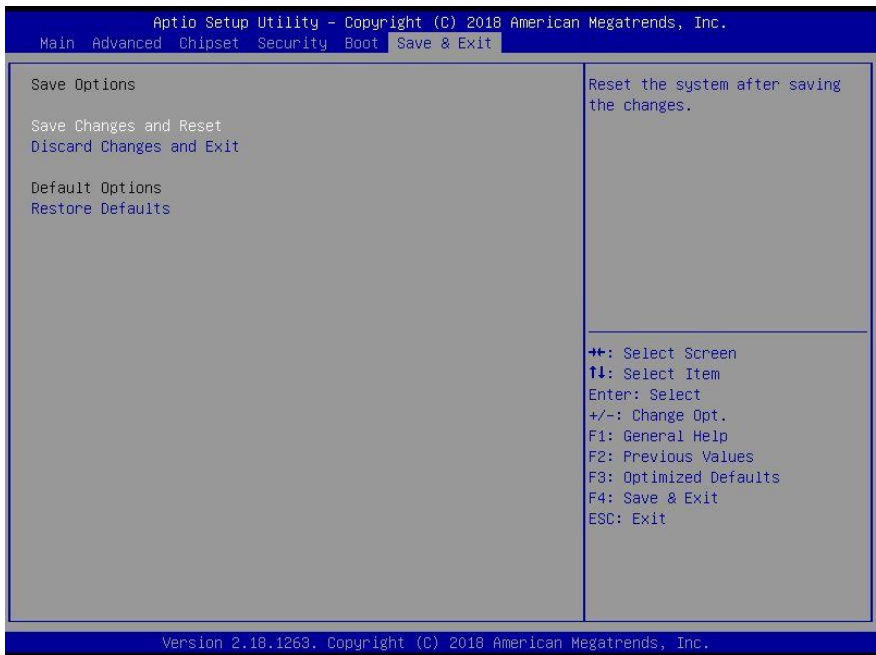 Aptio Setup Utility – Copyright (C) 2018 American Megatrends, Inc.
Main Advanced Chipset Security Boot Save & Exit
Save Options
Save Changes and Reset
Discard Changes and Exit
Default Options
Restore Defaults
Reset the system after saving
the changes.
→←: Select Screen
↑↓: Select Item
Enter: Select
+/-: Change Opt.
F1: General Help
F2: Previous Values
F3: Optimized Defaults
F4: Save & Exit
ESC: Exit
Version 2.18.1263. Copyright (C) 2018 American Megatrends, Inc.